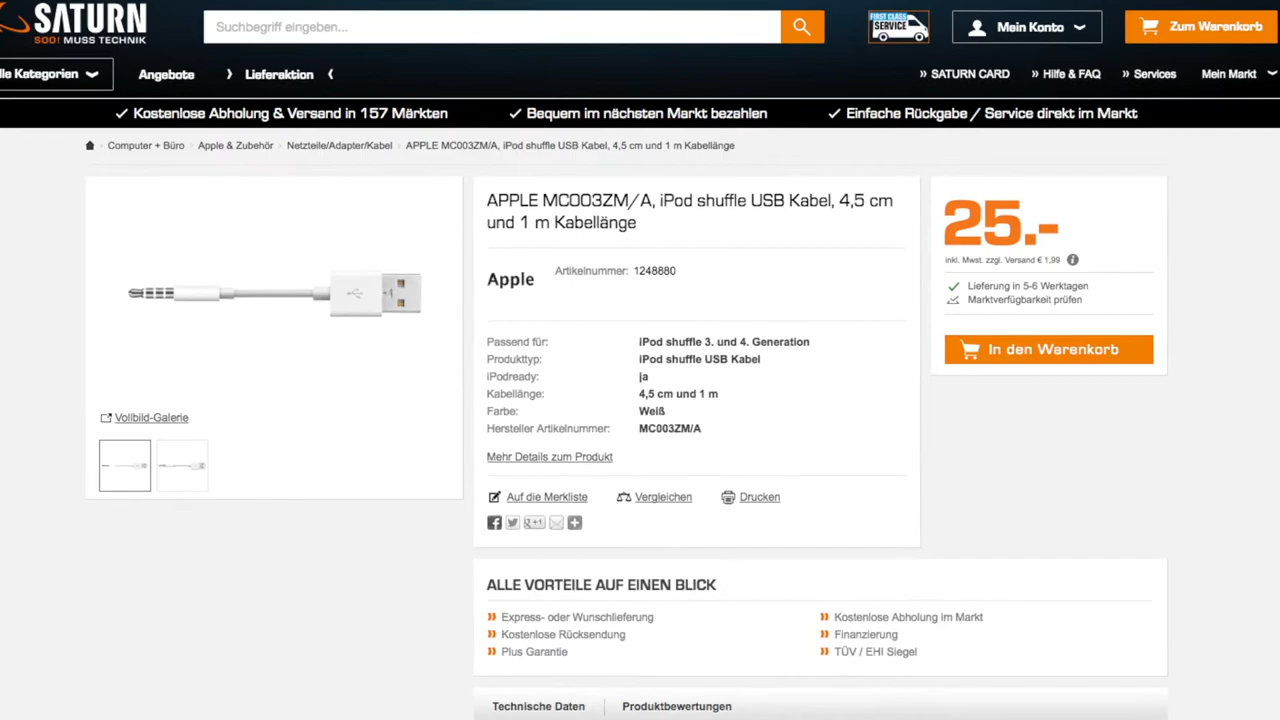 SATURN
SOO! MUSS TECHNIK
Suchbegriff eingeben...
FIRST CLASS
SERVICE
Mein Konto
Zum Warenkorb
lle Kategorien
Angebote
Lieferaktion
» SATURN CARD
» Hilfe & FAQ
» Services
Mein Markt
✓ Kostenlose Abholung & Versand in 157 Märkten
✓ Bequem im nächsten Markt bezahlen
✓ Einfache Rückgabe / Service direkt im Markt
Computer + Büro › Apple & Zubehör › Netzteile/Adapter/Kabel › APPLE MC003ZM/A, iPod shuffle USB Kabel, 4,5 cm und 1 m Kabellänge
APPLE MC003ZM/A, iPod shuffle USB Kabel, 4,5 cm
und 1 m Kabellänge
Apple
Artikelnummer: 1248880
Passend für: iPod shuffle 3. und 4. Generation
Produkttyp: iPod shuffle USB Kabel
iPodready: ja
Kabellänge: 4,5 cm und 1 m
Farbe: Weiß
Hersteller Artikelnummer: MC003ZM/A
Mehr Details zum Produkt
Auf die Merkliste
Vergleichen
Drucken
g+1
Vollbild-Galerie
25.-
inkl. Mwst. zzgl. Versand € 1,99
Lieferung in 5-6 Werktagen
Marktverfügbarkeit prüfen
In den Warenkorb
ALLE VORTEILE AUF EINEN BLICK
Express- oder Wunschlieferung
Kostenlose Rücksendung
Plus Garantie
Kostenlose Abholung im Markt
Finanzierung
TÜV / EHI Siegel
Technische Daten
Produktbewertungen